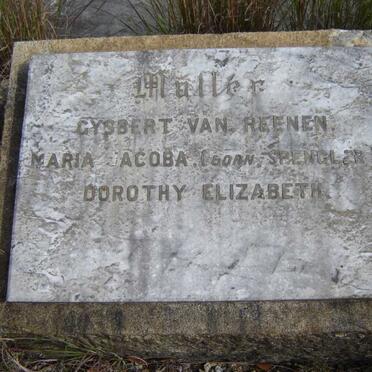 Muller
GYSBERT VAN REENEN.
MARIA JACOBA. (BORN SPENGLER
DOROTHY ELIZABETH.